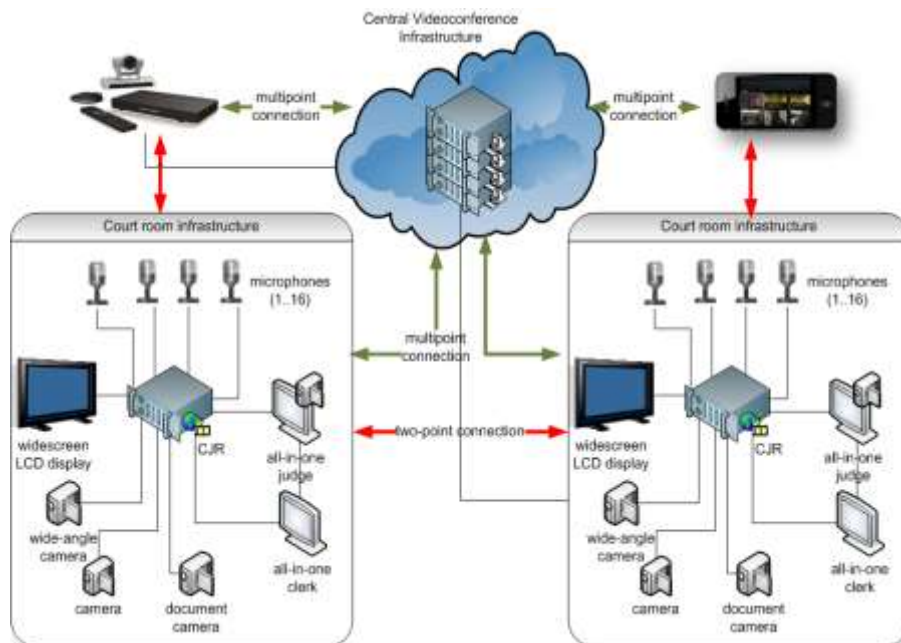 Central Videoconference
Infrastructure
multipoint
connection
multipoint
connection
Court room infrastructure
microphones
(1..16)
widescreen
LCD display
CJR
all-in-one
judge
wide-angle
camera
camera
document
camera
all-in-one
clerk
multipoint
connection
two-point connection
Court room infrastructure
microphones
(1..16)
widescreen
LCD display
CJR
all-in-one
judge
wide-angle
camera
camera
document
camera
all-in-one
clerk